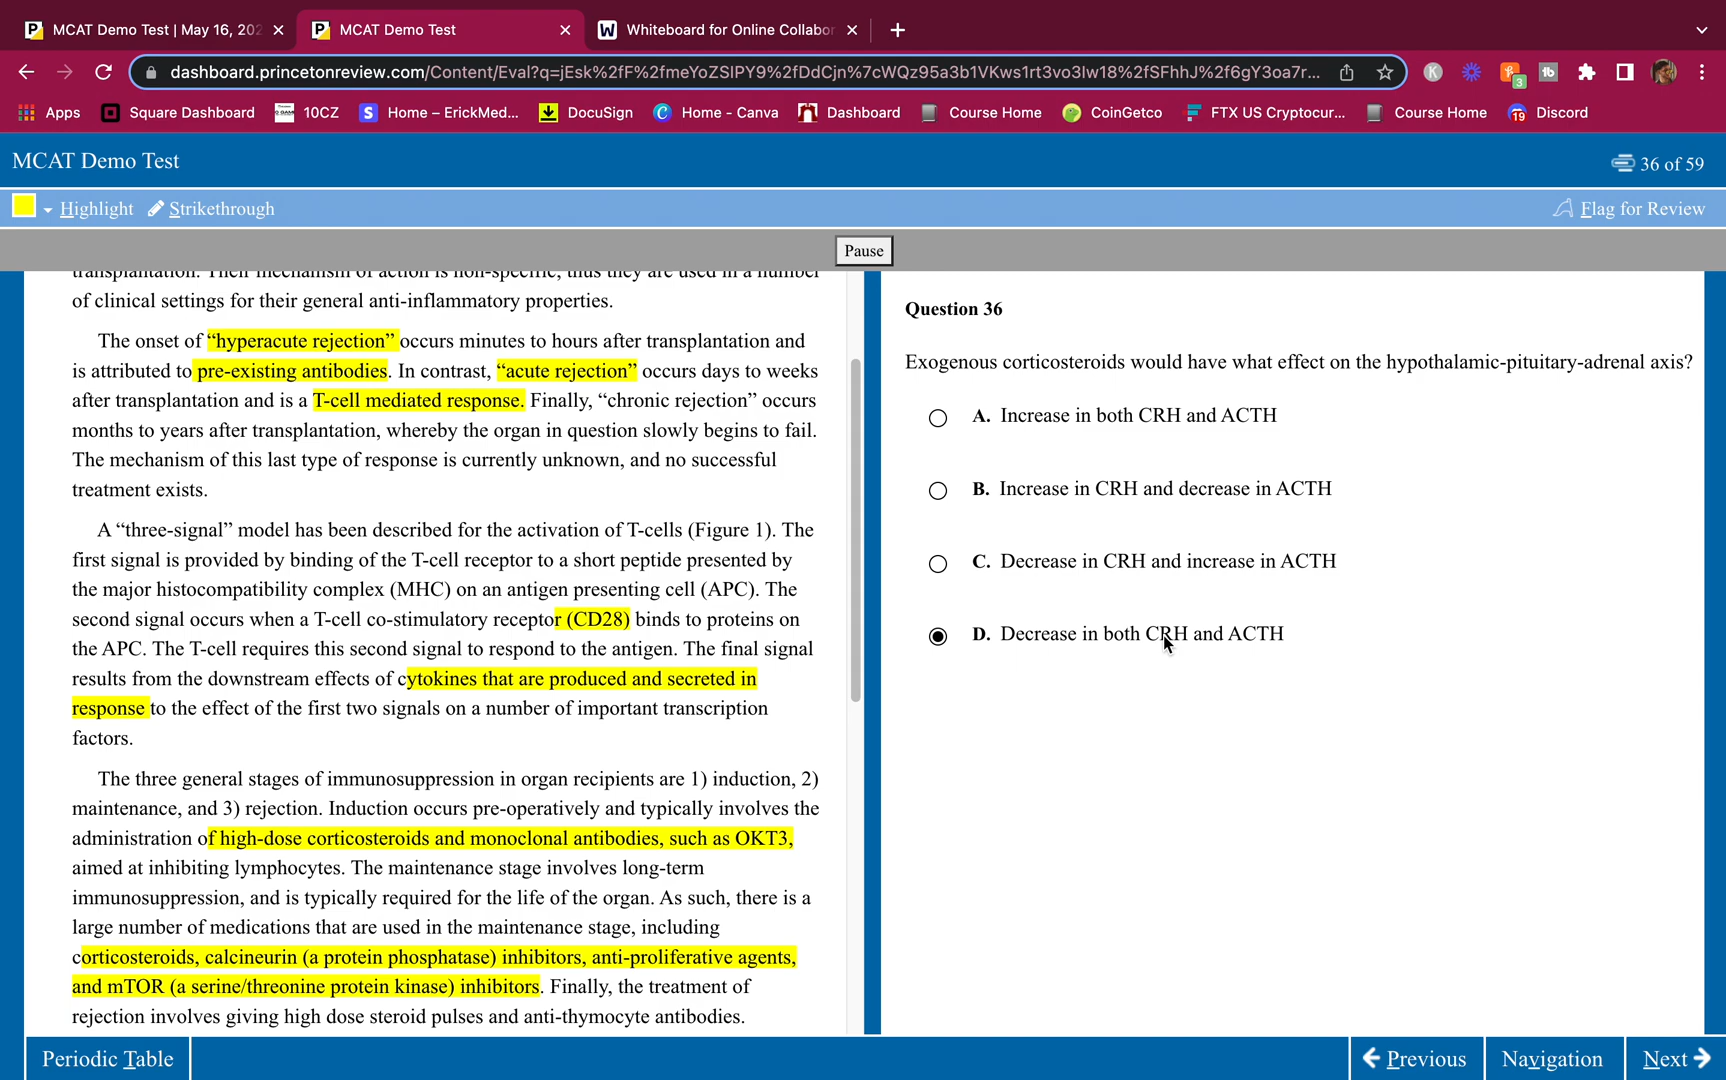 MCAT Demo Test | May 16, 202
MCAT Demo Test
Whiteboard for Online Collabor
dashboard.princetonreview.com/Content/Eval?q=jEsk%2fF%2fmeYoZSIPY9%2fDdCjn%7cWQz95a3b1VKws1rt3vo3Iw18%2fSFhhJ%2f6gY3oa7r...
Apps
Square Dashboard
10CZ
Home – ErickMed...
DocuSign
Home - Canva
Dashboard
Course Home
CoinGetco
FTX US Cryptocur...
Course Home
19
Discord
MCAT Demo Test
36 of 59
Highlight
Strikethrough
Flag for Review
Pause
of clinical settings for their general anti-inflammatory properties.
The onset of “hyperacute rejection” occurs minutes to hours after transplantation and
is attributed to pre-existing antibodies. In contrast, “acute rejection” occurs days to weeks
after transplantation and is a T-cell mediated response. Finally, “chronic rejection” occurs
months to years after transplantation, whereby the organ in question slowly begins to fail.
The mechanism of this last type of response is currently unknown, and no successful
treatment exists.
A “three-signal” model has been described for the activation of T-cells (Figure 1). The
first signal is provided by binding of the T-cell receptor to a short peptide presented by
the major histocompatibility complex (MHC) on an antigen presenting cell (APC). The
second signal occurs when a T-cell co-stimulatory receptor (CD28) binds to proteins on
the APC. The T-cell requires this second signal to respond to the antigen. The final signal
results from the downstream effects of cytokines that are produced and secreted in
response to the effect of the first two signals on a number of important transcription
factors.
The three general stages of immunosuppression in organ recipients are 1) induction, 2)
maintenance, and 3) rejection. Induction occurs pre-operatively and typically involves the
administration of high-dose corticosteroids and monoclonal antibodies, such as OKT3,
aimed at inhibiting lymphocytes. The maintenance stage involves long-term
immunosuppression, and is typically required for the life of the organ. As such, there is a
large number of medications that are used in the maintenance stage, including
corticosteroids, calcineurin (a protein phosphatase) inhibitors, anti-proliferative agents,
and mTOR (a serine/threonine protein kinase) inhibitors. Finally, the treatment of
rejection involves giving high dose steroid pulses and anti-thymocyte antibodies.
Question 36
Exogenous corticosteroids would have what effect on the hypothalamic-pituitary-adrenal axis?
A. Increase in both CRH and ACTH
B. Increase in CRH and decrease in ACTH
C. Decrease in CRH and increase in ACTH
D. Decrease in both CRH and ACTH
Periodic Table
Previous
Navigation
Next